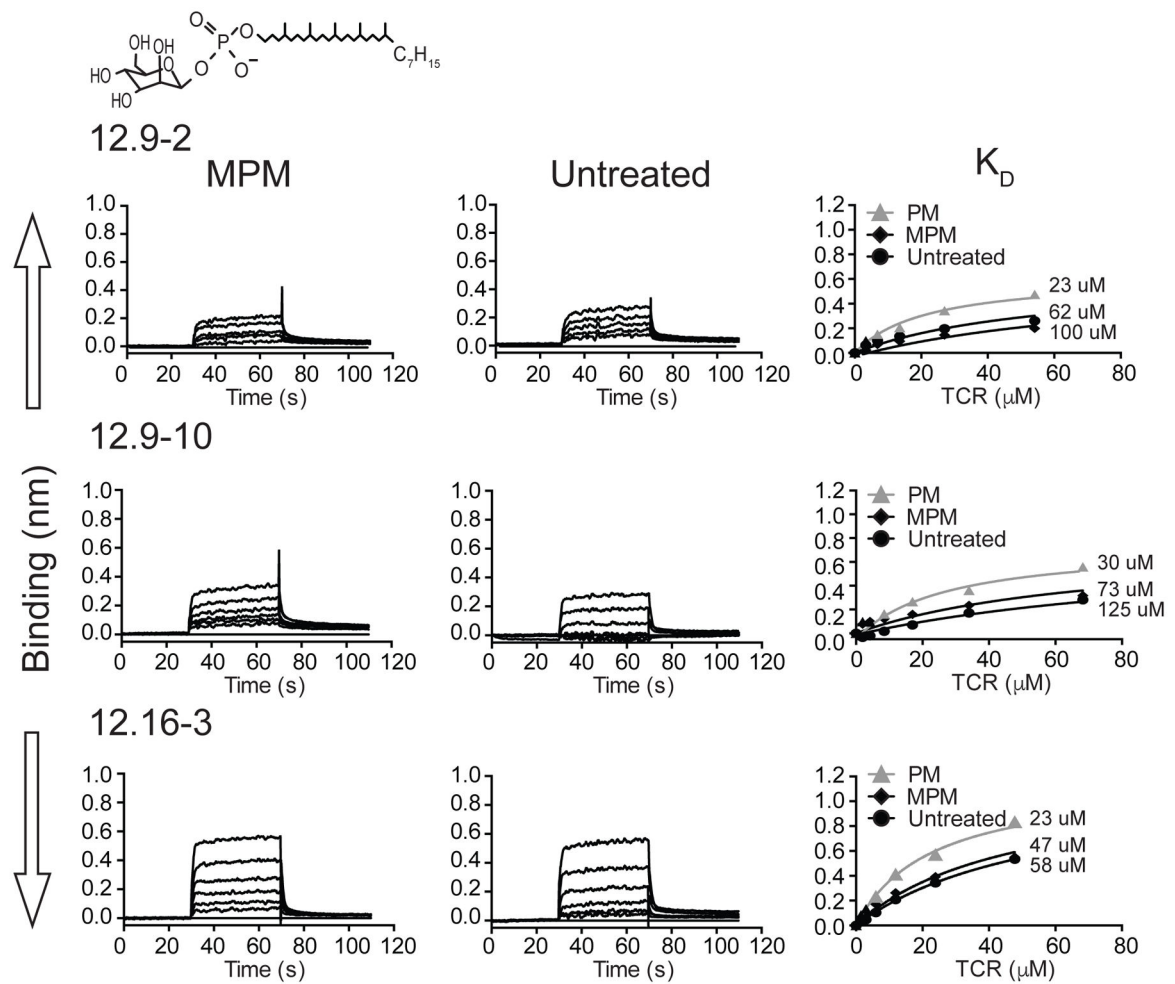 O
O
OH
OH
P
O
HO
O
O
O⁻
C₇H₁₅
HO
HO
12.9-2
MPM
Untreated
K_D
1.0
0.8
0.6
0.4
0.2
0.0
0 20 40 60 80 100 120
Time (s)
1.0
0.8
0.6
0.4
0.2
0.0
0 20 40 60 80 100 120
Time (s)
1.2
1.0
0.8
0.6
0.4
0.2
0.0
PM
MPM
Untreated
23 uM
62 uM
100 uM
0 20 40 60 80
TCR (µM)
Binding (nm)
12.9-10
1.0
0.8
0.6
0.4
0.2
0.0
0 20 40 60 80 100 120
Time (s)
1.0
0.8
0.6
0.4
0.2
0.0
0 20 40 60 80 100 120
Time (s)
1.2
1.0
0.8
0.6
0.4
0.2
0.0
PM
MPM
Untreated
30 uM
73 uM
125 uM
0 20 40 60 80
TCR (µM)
12.16-3
1.0
0.8
0.6
0.4
0.2
0.0
0 20 40 60 80 100 120
Time (s)
1.0
0.8
0.6
0.4
0.2
0.0
0 20 40 60 80 100 120
Time (s)
1.2
1.0
0.8
0.6
0.4
0.2
0.0
PM
MPM
Untreated
23 uM
47 uM
58 uM
0 20 40 60 80
TCR (µM)